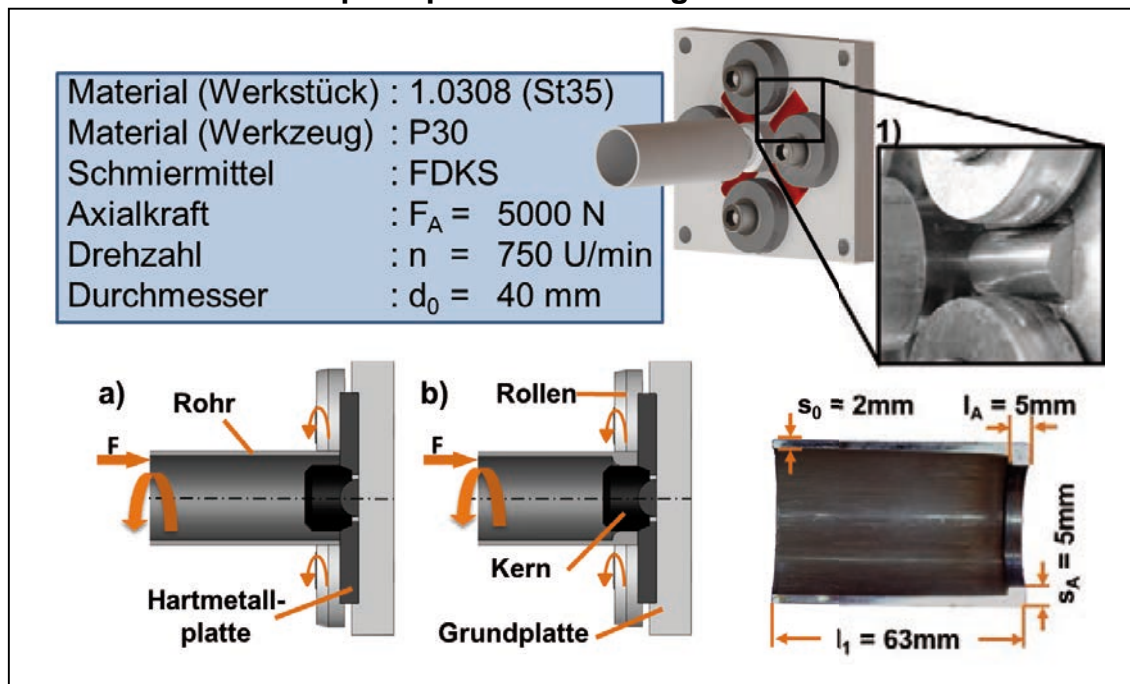 Material (Werkstück) : 1.0308 (St35)
Material (Werkzeug) : P30
Schmiermittel : FDKS
Axialkraft : F_A = 5000 N
Drehzahl : n = 750 U/min
Durchmesser : d_0 = 40 mm
1)
a)
Rohr
F
Hartmetall-
platte
b)
Rollen
F
Kern
Grundplatte
s_0 = 2mm
l_A = 5mm
s_A = 5mm
l_1 = 63mm